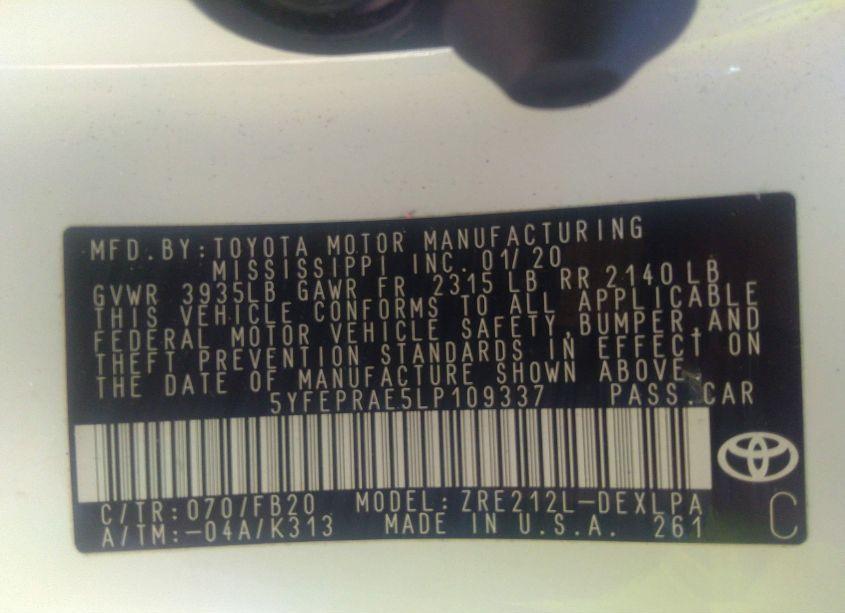 MFD.BY:TOYOTA MOTOR MANUFACTURING
MISSISSIPPI INC. 01/20
GVWR 3935LB GAWR FR 2315 LB RR 2140 LB
THIS VEHICLE CONFORMS TO ALL APPLICABLE
FEDERAL MOTOR VEHICLE SAFETY, BUMPER, AND
THEFT PREVENTION STANDARDS IN EFFECT ON
THE DATE OF MANUFACTURE SHOWN ABOVE.
5YFEPRAE5LP109337 PASS.CAR
C/TR:070/FB20 MODEL:ZRE212L-DEXLPA
A/TM:-04A/K313 MADE IN U.S.A. 261 C